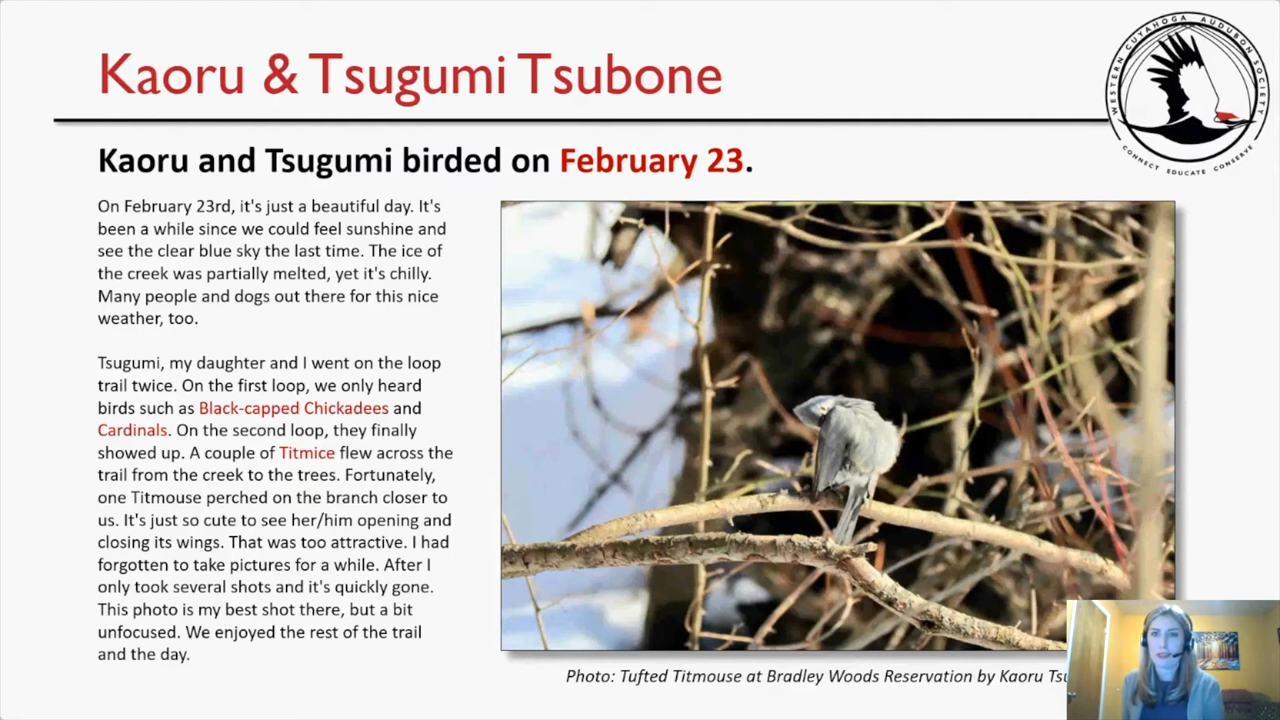 Kaoru & Tsugumi Tsubone
WESTERN CUYAHOGA AUDUBON SOCIETY
CONNECT EDUCATE CONSERVE
Kaoru and Tsugumi birded on February 23.
On February 23rd, it's just a beautiful day. It's
been a while since we could feel sunshine and
see the clear blue sky the last time. The ice of
the creek was partially melted, yet it's chilly.
Many people and dogs out there for this nice
weather, too.
Tsugumi, my daughter and I went on the loop
trail twice. On the first loop, we only heard
birds such as Black-capped Chickadees and
Cardinals. On the second loop, they finally
showed up. A couple of Titmice flew across the
trail from the creek to the trees. Fortunately,
one Titmouse perched on the branch closer to
us. It's just so cute to see her/him opening and
closing its wings. That was too attractive. I had
forgotten to take pictures for a while. After I
only took several shots and it's quickly gone.
This photo is my best shot there, but a bit
unfocused. We enjoyed the rest of the trail
and the day.
Photo: Tufted Titmouse at Bradley Woods Reservation by Kaoru